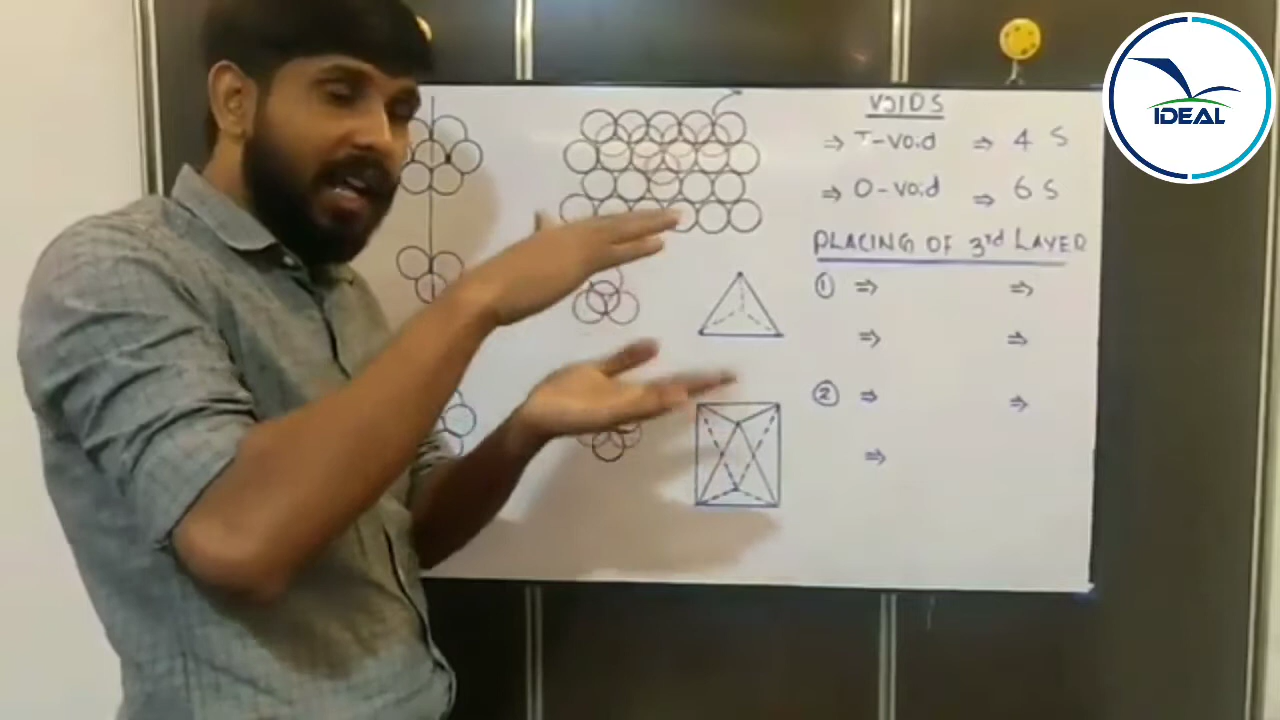 IDEAL
VOIDS
⇒ T-void ⇒ 4 S
⇒ O-void ⇒ 6 S
PLACING OF 3rd LAYER
① ⇒ ⇒
⇒ ⇒
② ⇒ ⇒
⇒